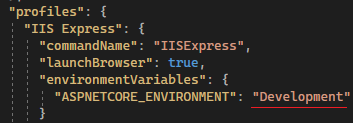 "profiles": {
"IIS Express": {
"commandName": "IISExpress",
"launchBrowser": true,
"environmentVariables": {
"ASPNETCORE_ENVIRONMENT": "Development"
}